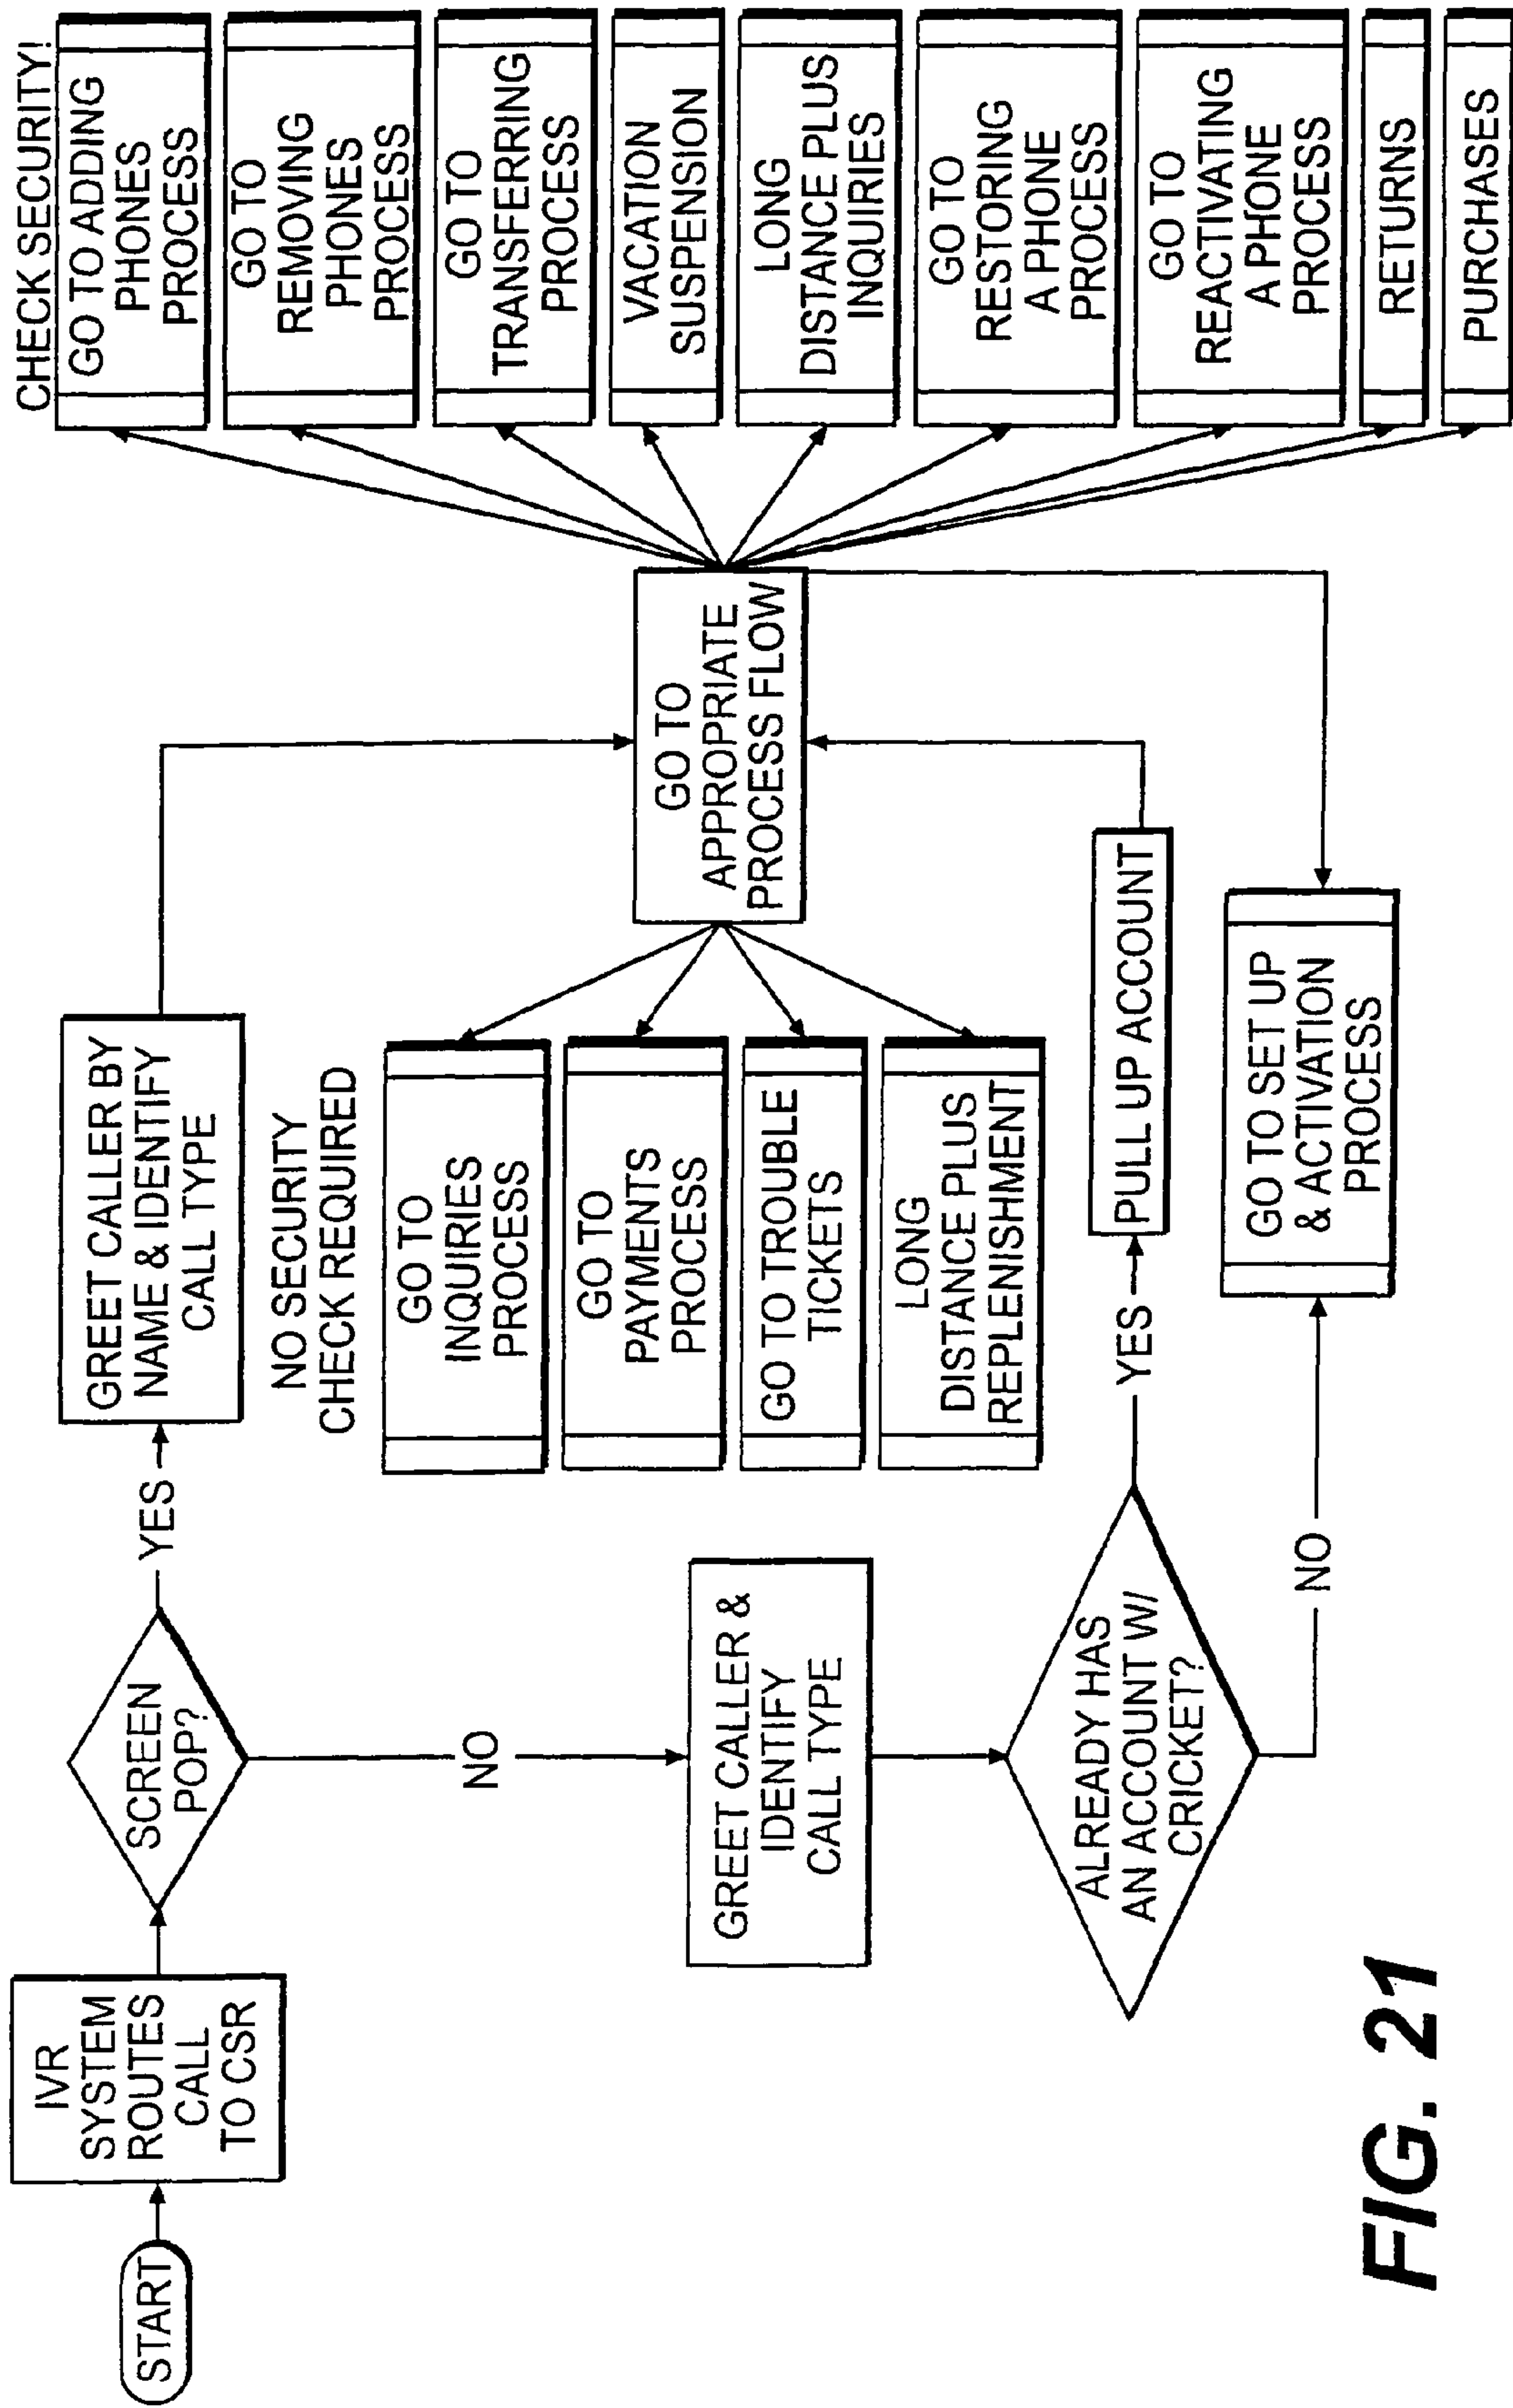 START
IVR
SYSTEM
ROUTES
CALL
TO CSR
SCREEN
POP?
YES
GREET CALLER BY
NAME & IDENTIFY
CALL TYPE
NO
GREET CALLER &
IDENTIFY
CALL TYPE
ALREADY HAS
AN ACCOUNT W/
CRICKET?
YES
PULL UP ACCOUNT
NO
GO TO SET UP
& ACTIVATION
PROCESS
NO SECURITY
CHECK REQUIRED
GO TO
INQUIRIES
PROCESS
GO TO
PAYMENTS
PROCESS
GO TO TROUBLE
TICKETS
LONG
DISTANCE PLUS
REPLENISHMENT
GO TO
APPROPRIATE
PROCESS FLOW
CHECK SECURITY!
GO TO ADDING
PHONES
PROCESS
GO TO
REMOVING
PHONES
PROCESS
GO TO
TRANSFERRING
PROCESS
VACATION
SUSPENSION
LONG
DISTANCE PLUS
INQUIRIES
GO TO
RESTORING
A PHONE
PROCESS
GO TO
REACTIVATING
A PHONE
PROCESS
RETURNS
PURCHASES
FIG. 21